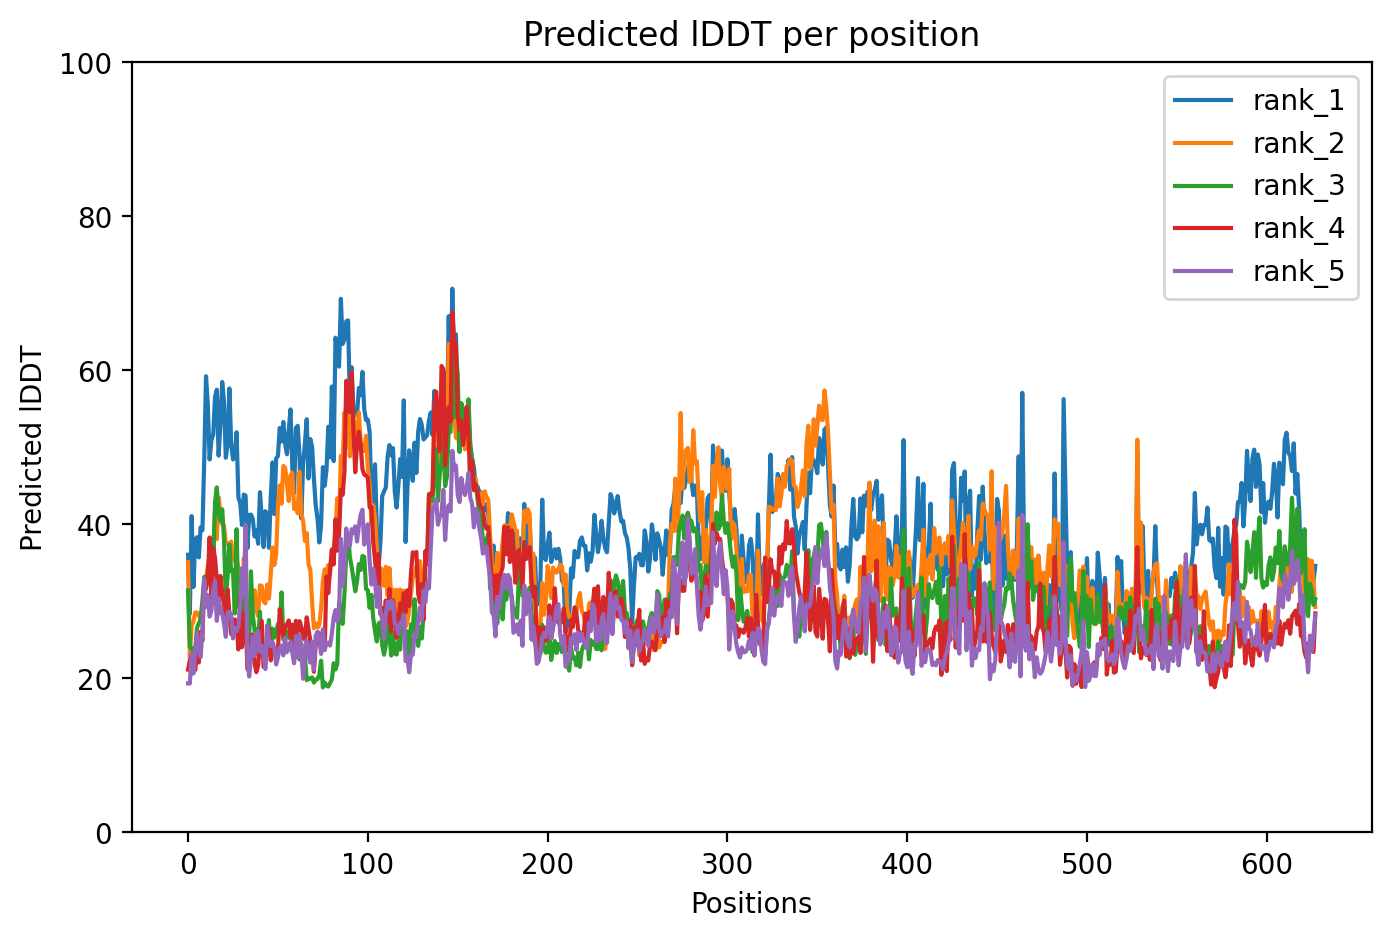 Predicted lDDT per position
100
80
60
40
20
0
Predicted lDDT
0 100 200 300 400 500 600
Positions
rank_1
rank_2
rank_3
rank_4
rank_5